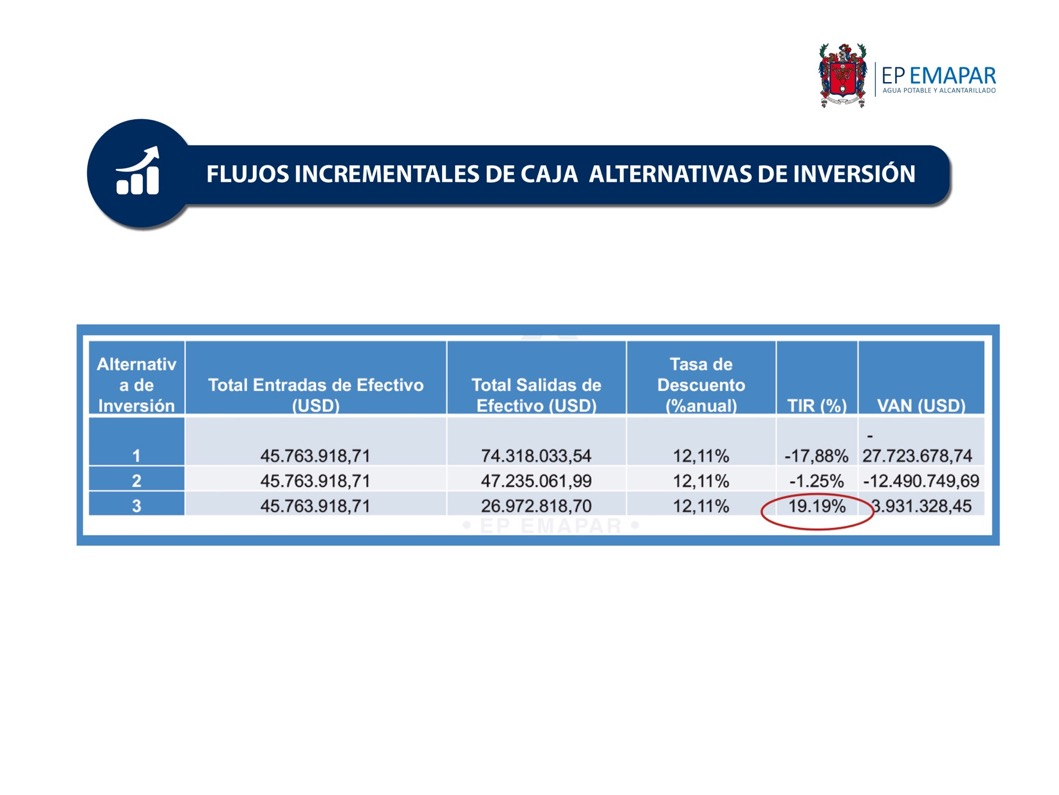 EP EMAPAR
AGUA POTABLE Y ALCANTARILLADO
FLUJOS INCREMENTALES DE CAJA ALTERNATIVAS DE INVERSIÓN
Alternativ
a de
Inversión
Total Entradas de Efectivo
(USD)
Total Salidas de
Efectivo (USD)
Tasa de
Descuento
(%anual)
TIR (%)
VAN (USD)
1 45.763.918,71 74.318.033,54 12,11% -17,88% -
27.723.678,74
2 45.763.918,71 47.235.061,99 12,11% -1.25% -12.490.749,69
3 45.763.918,71 26.972.818,70 12,11% 19.19% 3.931.328,45
• EP EMAPAR •